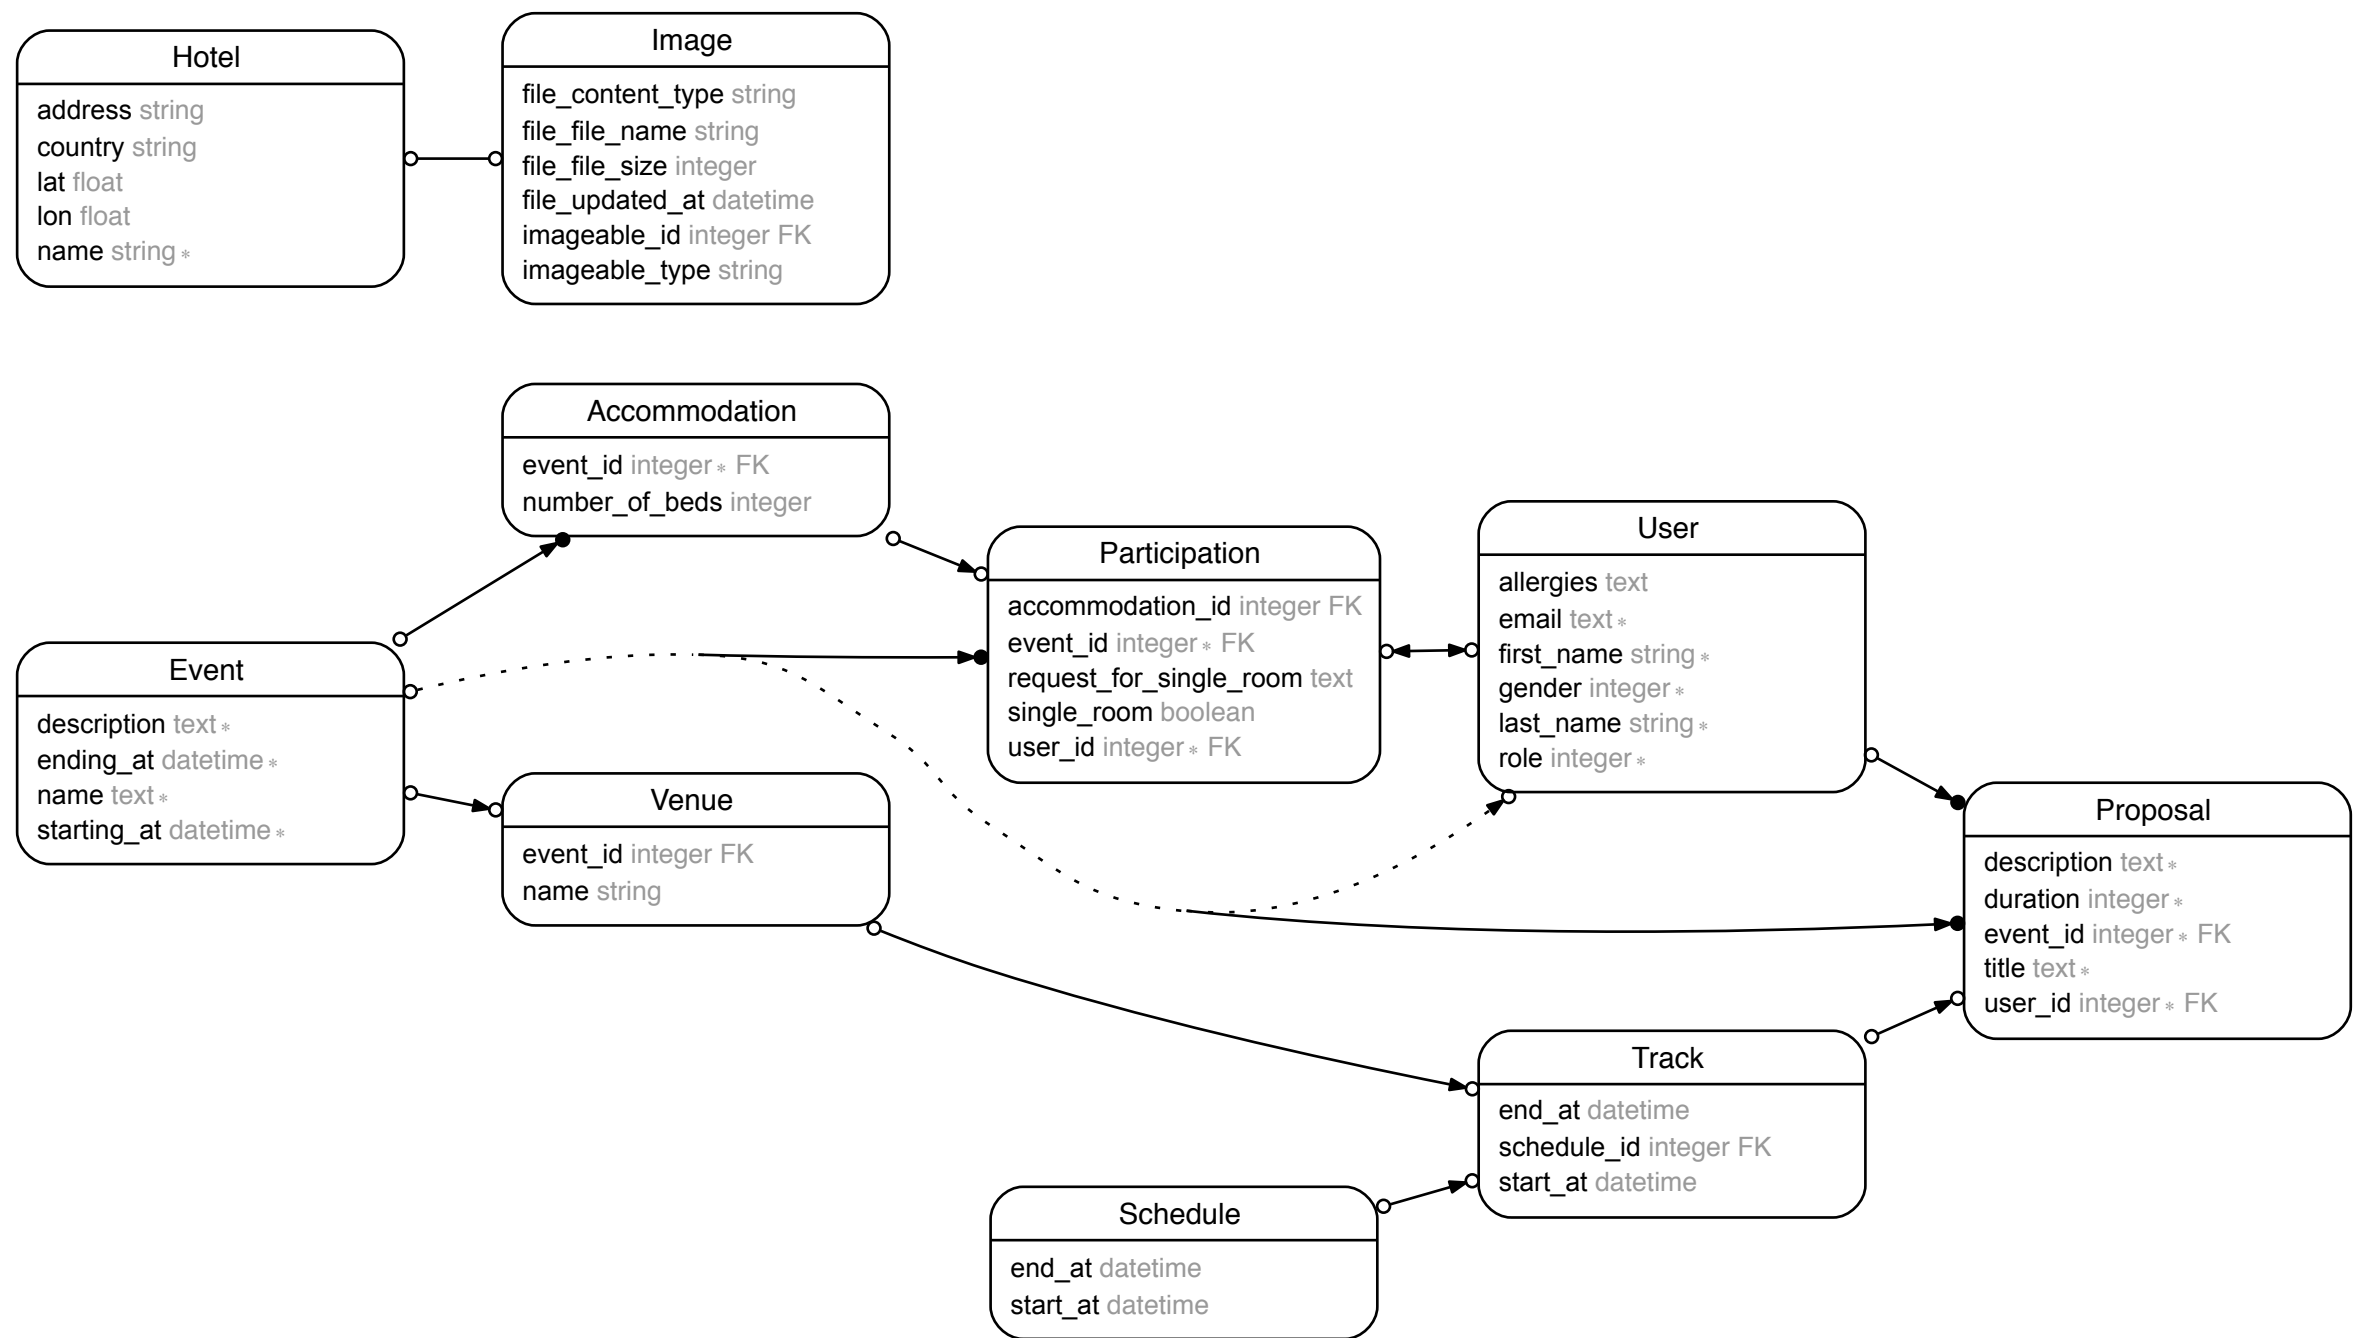 Hotel
address string
country string
lat float
lon float
name string *
Image
file_content_type string
file_file_name string
file_file_size integer
file_updated_at datetime
imageable_id integer FK
imageable_type string
Accommodation
event_id integer * FK
number_of_beds integer
Event
description text *
ending_at datetime *
name text *
starting_at datetime *
Venue
event_id integer FK
name string
Participation
accommodation_id integer FK
event_id integer * FK
request_for_single_room text
single_room boolean
user_id integer * FK
User
allergies text
email text *
first_name string *
gender integer *
last_name string *
role integer *
Proposal
description text *
duration integer *
event_id integer * FK
title text *
user_id integer * FK
Track
end_at datetime
schedule_id integer FK
start_at datetime
Schedule
end_at datetime
start_at datetime